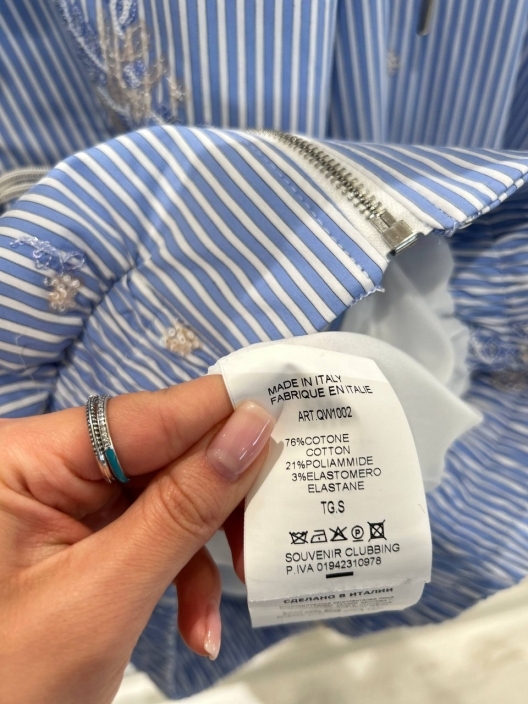 MADE IN ITALY
FABRIQUE EN ITALIE
ART QW1002
76%COTONE
COTTON
21%POLIAMMIDE
3%ELASTOMERO
ELASTANE
TG.S
SOUVENIR CLUBBING
P.IVA 01942310978
СДЕЛАНО В ИТАЛИИ